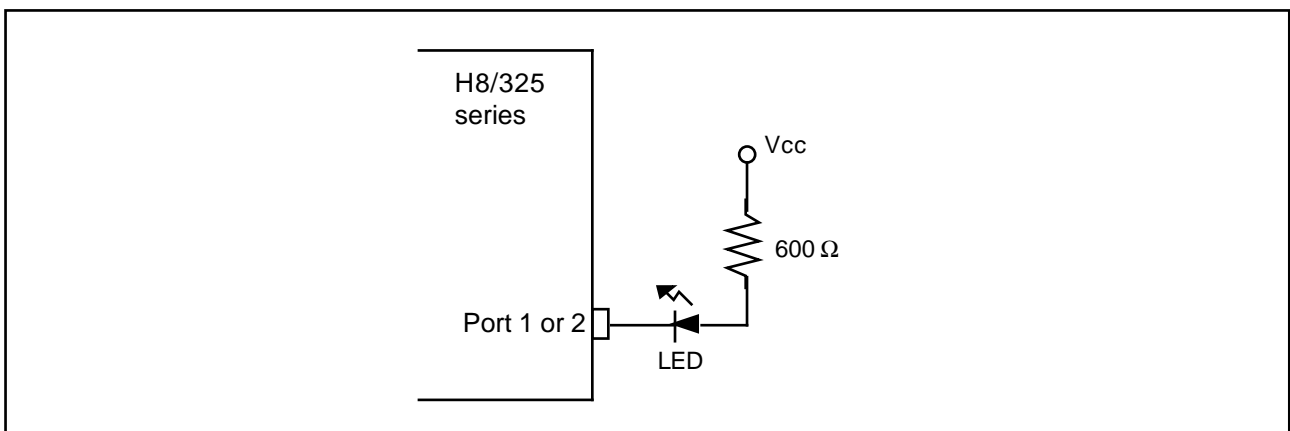 H8/325
series
Vcc
600 Ω
Port 1 or 2
LED